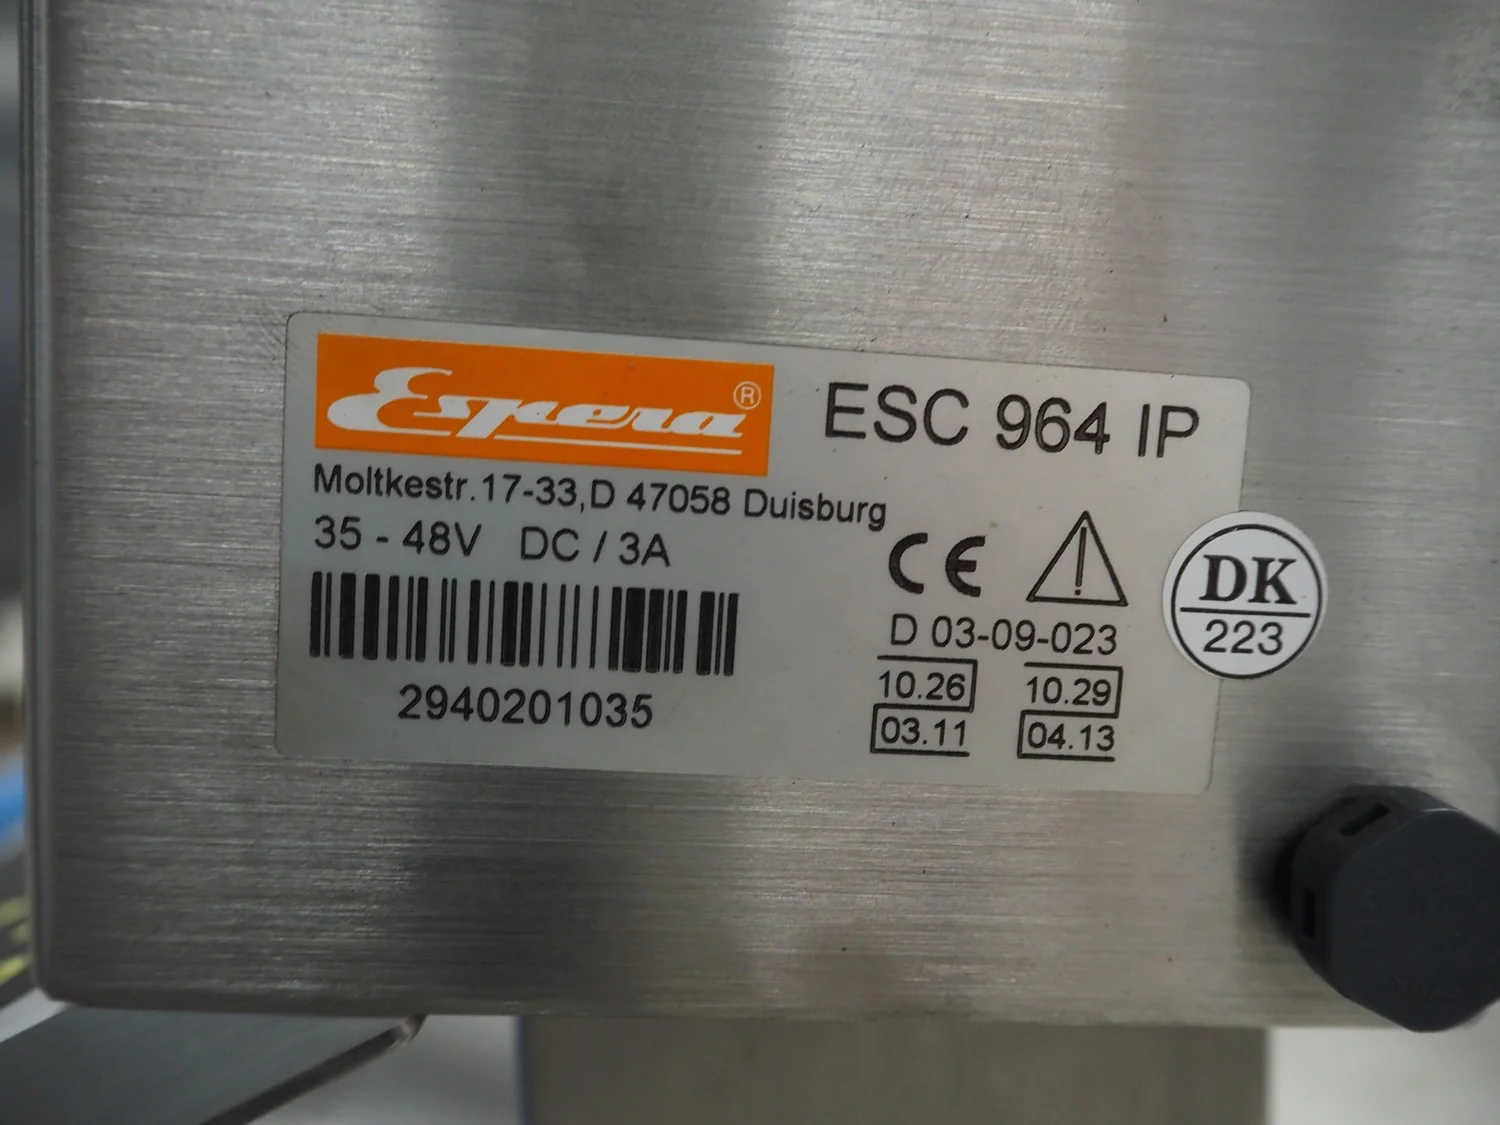 Espera®
ESC 964 IP
Moltkestr.17-33,D 47058 Duisburg
35 - 48V DC / 3A
2940201035
CE
D 03-09-023
10.26 10.29
03.11 04.13
DK
223